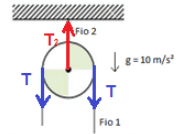 T₂ Fio 2
g = 10 m/s²
T T
Fio 1